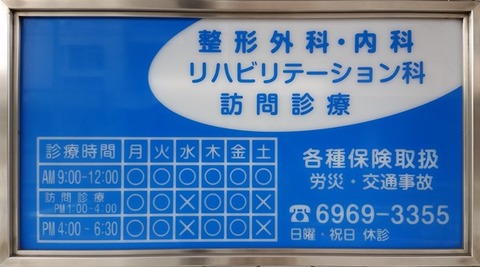 整形外科・内科
リハビリテーション科
訪問診療
診療時間 月 火 水 木 金 土
AM 9:00-12:00 ○ ○ ○ ○ ○ ○
訪問診療
PM 1:00-4:00 ○ ○ × ○ ○ ×
PM 4:00-6:30 ○ ○ × ○ ○ ×
各種保険取扱
労災・交通事故
☎6969-3355
日曜・祝日 休診